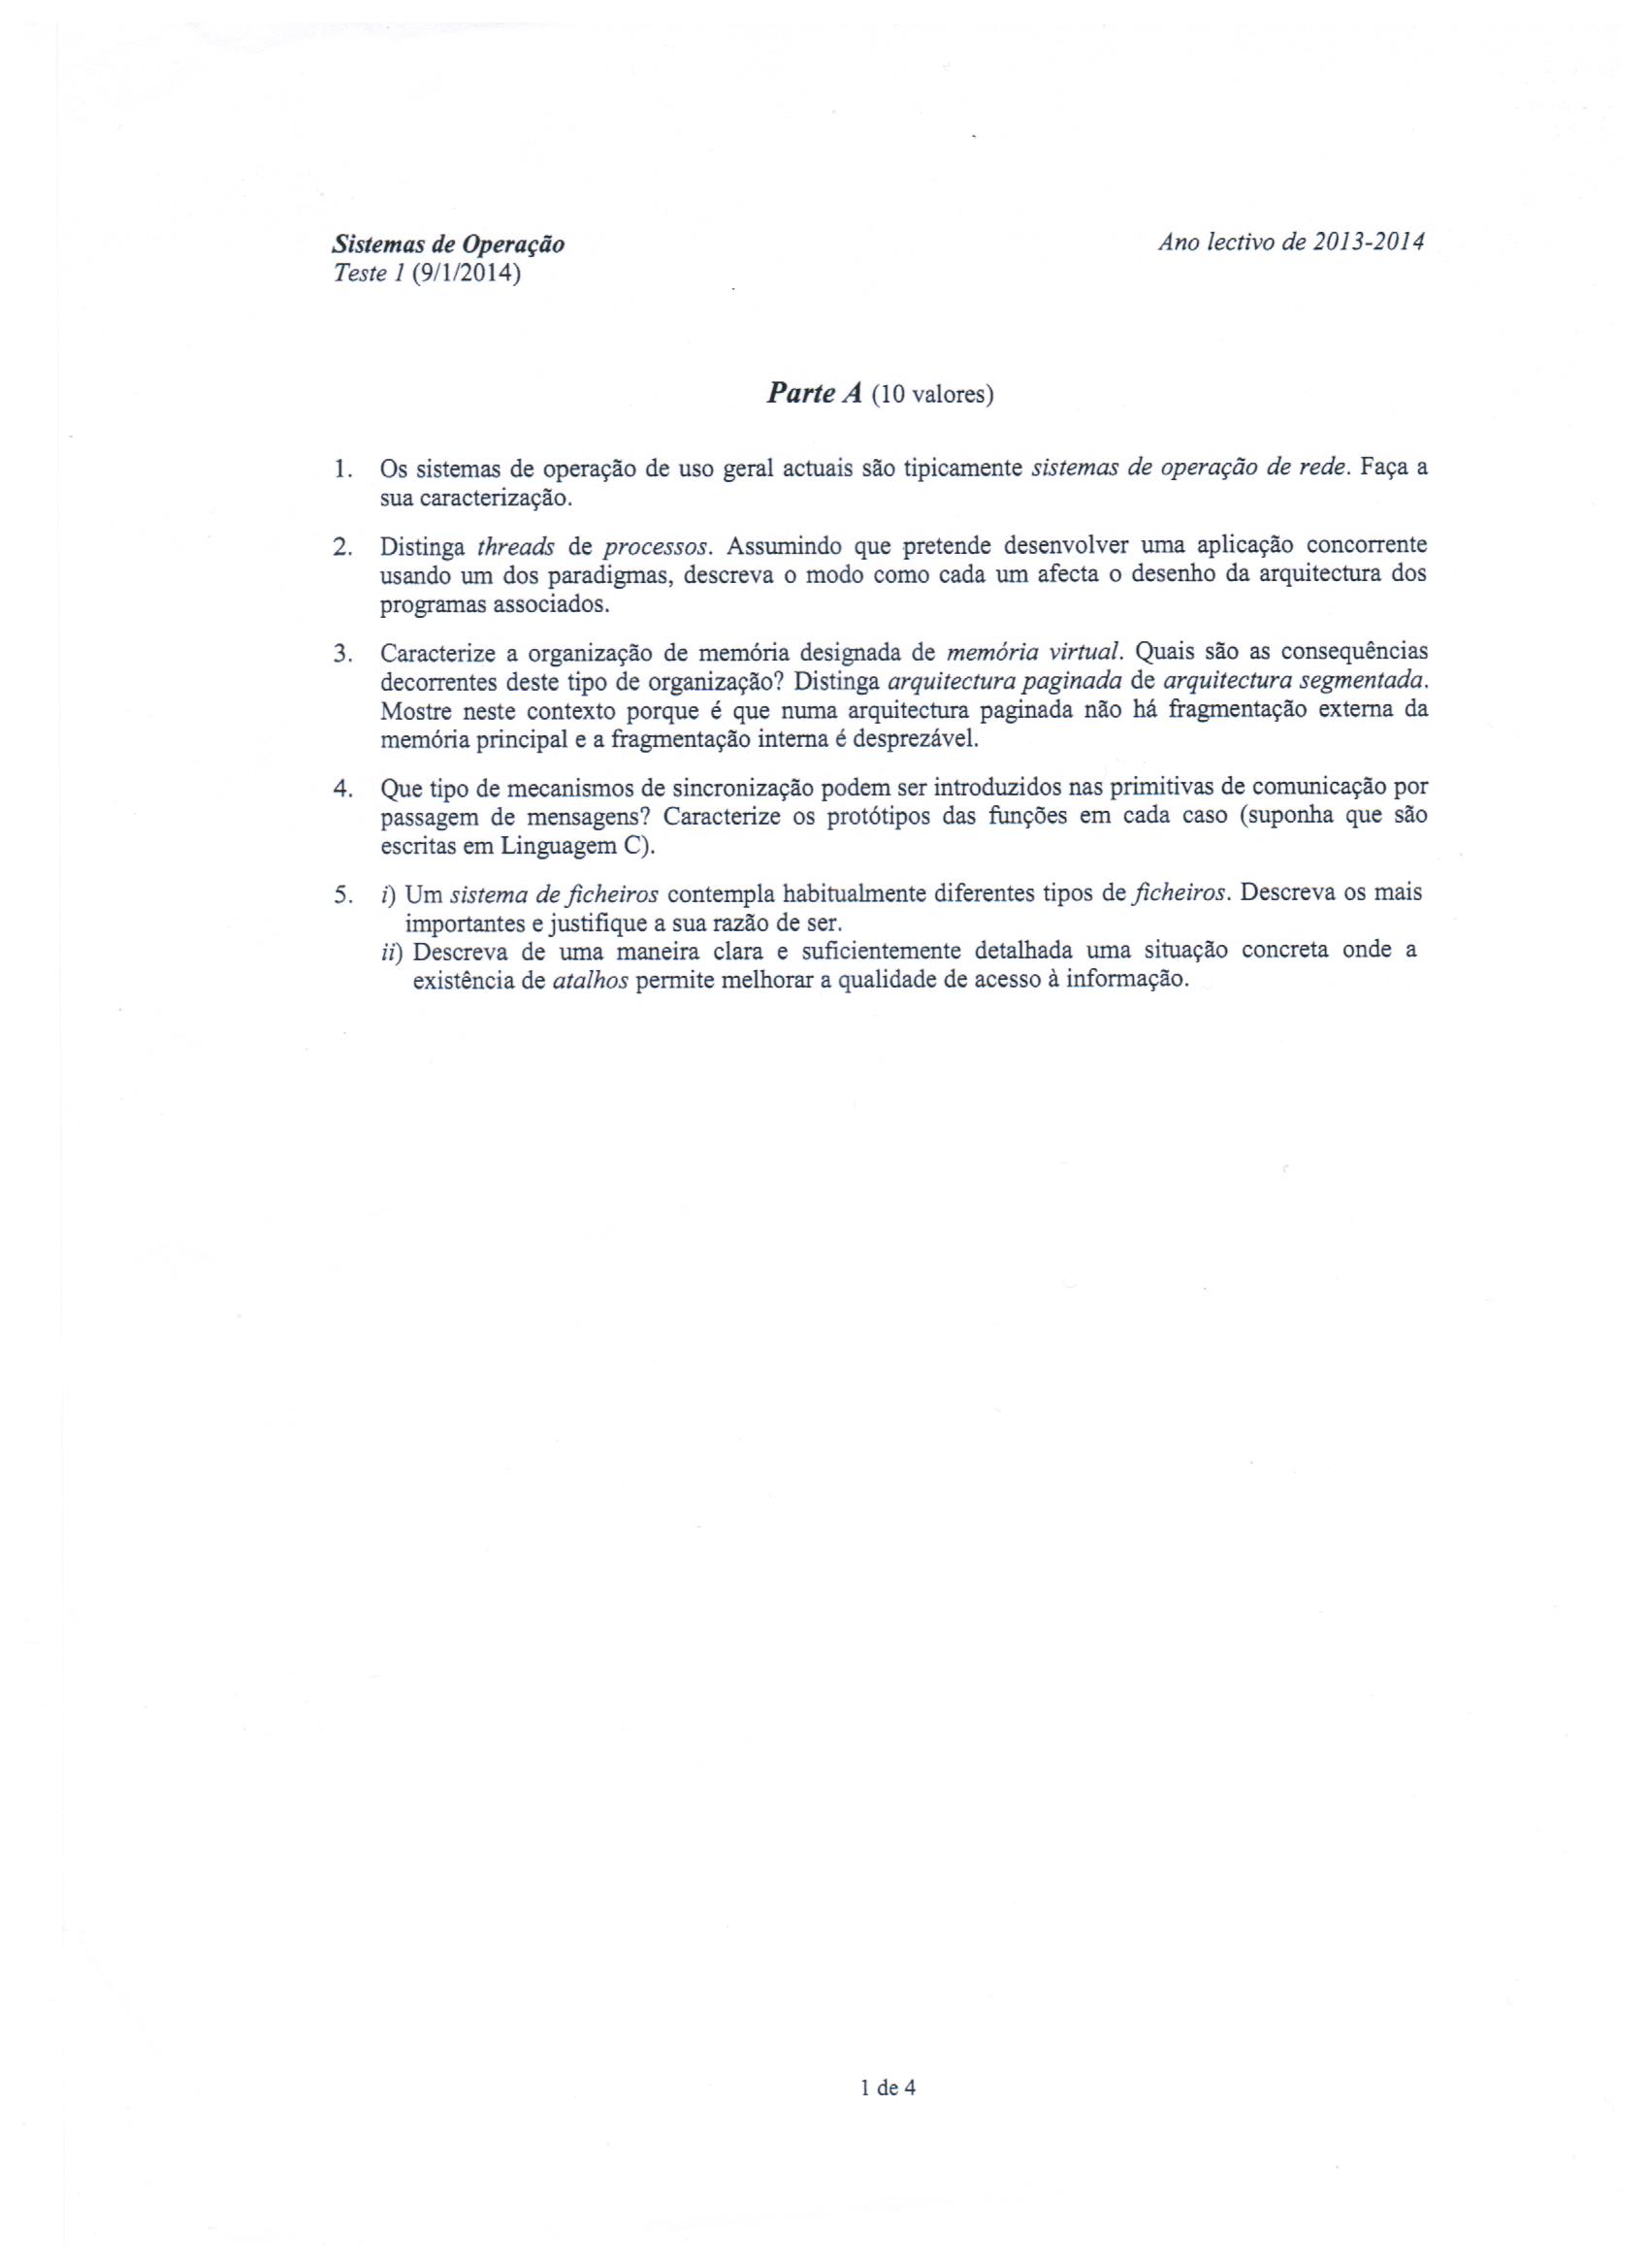 Sistemas de Operação
Ano lectivo de 2013-2014
Teste 1 (9/1/2014)
Parte A (10 valores)
1. Os sistemas de operação de uso geral actuais são tipicamente sistemas de operação de rede. Faça a
sua caracterização.
2. Distinga threads de processos. Assumindo que pretende desenvolver uma aplicação concorrente
usando um dos paradigmas, descreva o modo como cada um afecta o desenho da arquitectura dos
programas associados.
3. Caracterize a organização de memória designada de memória virtual. Quais são as consequências
decorrentes deste tipo de organização? Distinga arquitectura paginada de arquitectura segmentada.
Mostre neste contexto porque é que numa arquitectura paginada não há fragmentação externa da
memória principal e a fragmentação interna é desprezável.
4. Que tipo de mecanismos de sincronização podem ser introduzidos nas primitivas de comunicação por
passagem de mensagens? Caracterize os protótipos das funções em cada caso (suponha que são
escritas em Linguagem C).
5. i) Um sistema de ficheiros contempla habitualmente diferentes tipos de ficheiros. Descreva os mais
importantes e justifique a sua razão de ser.
ii) Descreva de uma maneira clara e suficientemente detalhada uma situação concreta onde a
existência de atalhos permite melhorar a qualidade de acesso à informação.
1 de 4